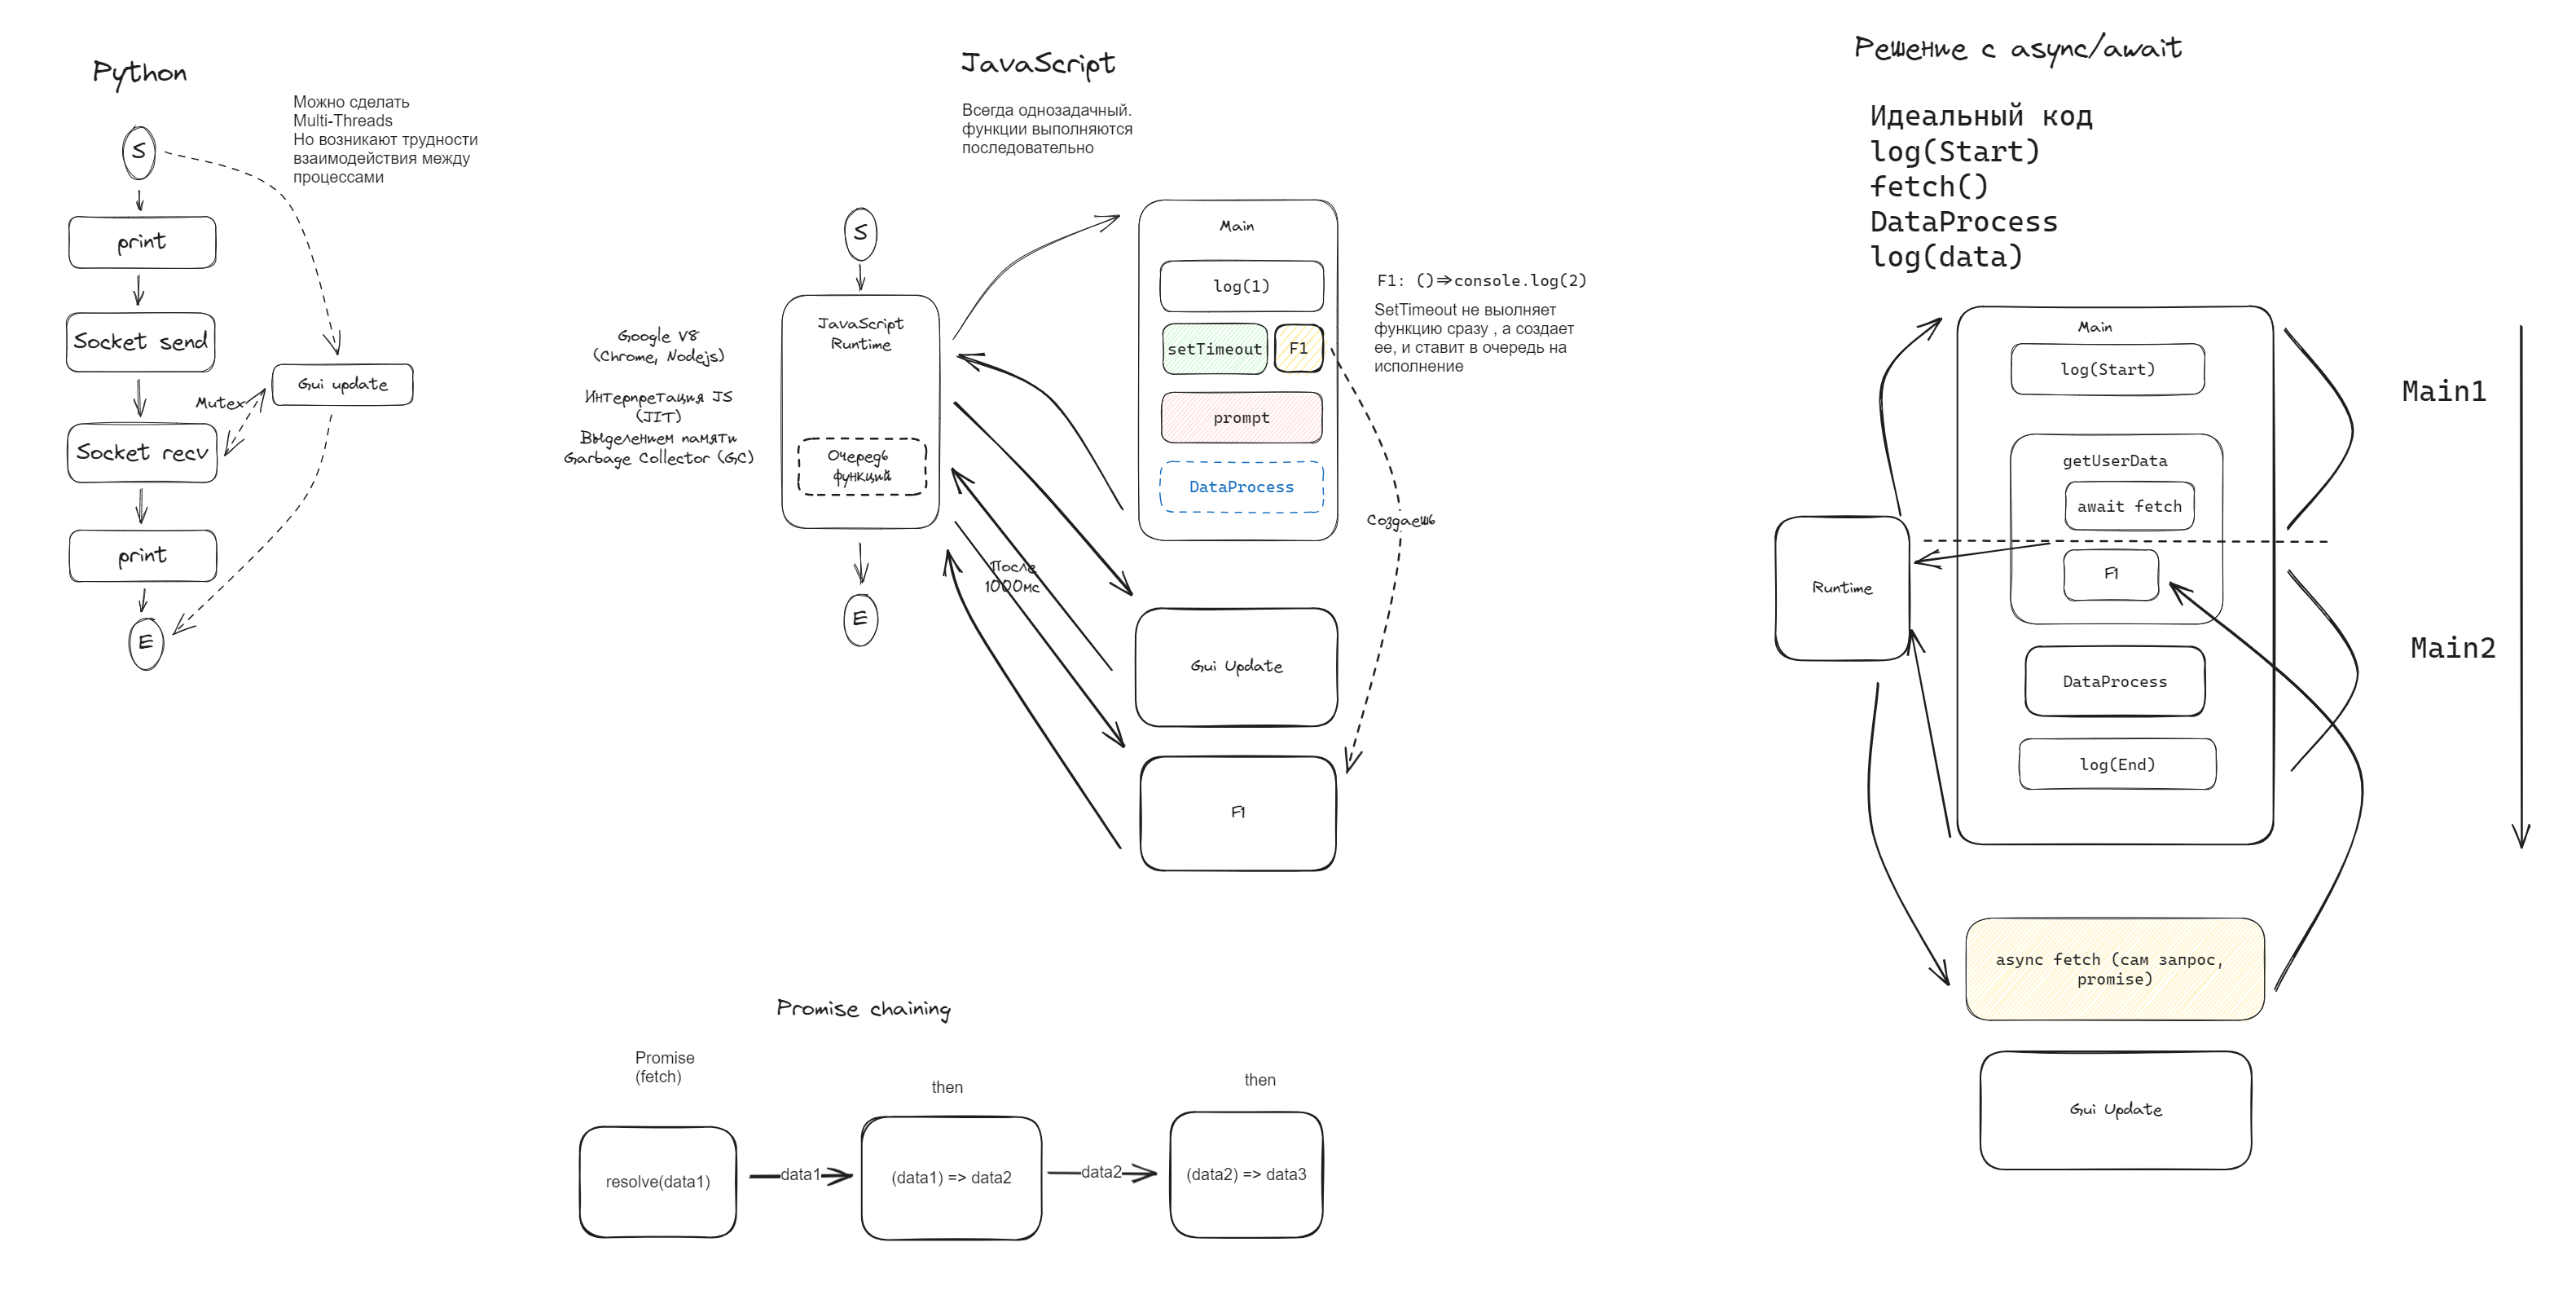 Python
Можно сделать
Multi-Threads
Но возникают трудности
взаимодействия между
процессами
S
print
Socket send
Gui update
Mutex
Socket recv
print
E
JavaScript
Всегда однозадачный.
функции выполняются
последовательно
S
JavaScript
Runtime
Google V8
(Chrome, Nodejs)
Интерпретация JS
(JIT)
Выделением памяти
Garbage Collector (GC)
Очередь
функций
E
Main
log(1)
setTimeout
F1
prompt
DataProcess
F1: ()=>console.log(2)
SetTimeout не выолняет
функцию сразу , а создает
ее, и ставит в очередь на
исполнение
Создаешь
После
1000мс
Gui Update
F1
Promise chaining
Promise
(fetch)
then
then
resolve(data1)
data1
(data1) => data2
data2
(data2) => data3
Решение с async/await
Идеальный код
log(Start)
fetch()
DataProcess
log(data)
Main
log(Start)
Main1
getUserData
await fetch
F1
Runtime
Main2
DataProcess
log(End)
async fetch (сам запрос,
promise)
Gui Update